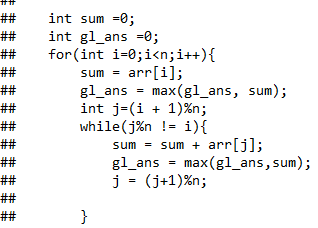 ##
##    int sum =0;
##    int gl_ans =0;
##    for(int i=0;i<n;i++){
##        sum = arr[i];
##        gl_ans = max(gl_ans, sum);
##        int j=(i + 1)%n;
##        while(j%n != i){
##            sum = sum + arr[j];
##            gl_ans = max(gl_ans,sum);
##            j = (j+1)%n;
##
##        }